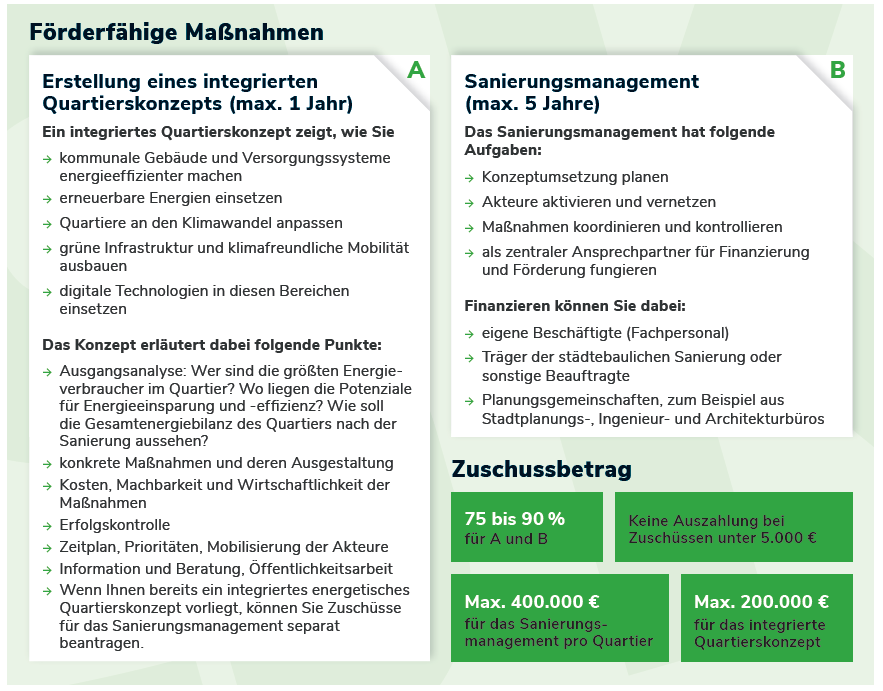 Förderfähige Maßnahmen
A
Erstellung eines integrierten
Quartierskonzepts (max. 1 Jahr)
Ein integriertes Quartierskonzept zeigt, wie Sie
→ kommunale Gebäude und Versorgungssysteme
energieeffizienter machen
→ erneuerbare Energien einsetzen
→ Quartiere an den Klimawandel anpassen
→ grüne Infrastruktur und klimafreundliche Mobilität
ausbauen
→ digitale Technologien in diesen Bereichen
einsetzen
Das Konzept erläutert dabei folgende Punkte:
→ Ausgangsanalyse: Wer sind die größten Energie-
verbraucher im Quartier? Wo liegen die Potenziale
für Energieeinsparung und -effizienz? Wie soll
die Gesamtenergiebilanz des Quartiers nach der
Sanierung aussehen?
→ konkrete Maßnahmen und deren Ausgestaltung
→ Kosten, Machbarkeit und Wirtschaftlichkeit der
Maßnahmen
→ Erfolgskontrolle
→ Zeitplan, Prioritäten, Mobilisierung der Akteure
→ Information und Beratung, Öffentlichkeitsarbeit
→ Wenn Ihnen bereits ein integriertes energetisches
Quartierskonzept vorliegt, können Sie Zuschüsse
für das Sanierungsmanagement separat
beantragen.
B
Sanierungsmanagement
(max. 5 Jahre)
Das Sanierungsmanagement hat folgende
Aufgaben:
→ Konzeptumsetzung planen
→ Akteure aktivieren und vernetzen
→ Maßnahmen koordinieren und kontrollieren
→ als zentraler Ansprechpartner für Finanzierung
und Förderung fungieren
Finanzieren können Sie dabei:
→ eigene Beschäftigte (Fachpersonal)
→ Träger der städtebaulichen Sanierung oder
sonstige Beauftragte
→ Planungsgemeinschaften, zum Beispiel aus
Stadtplanungs-, Ingenieur- und Architekturbüros
Zuschussbetrag
75 bis 90 %
für A und B
Keine Auszahlung bei
Zuschüssen unter 5.000 €
Max. 400.000 €
für das Sanierungs-
management pro Quartier
Max. 200.000 €
für das integrierte
Quartierskonzept